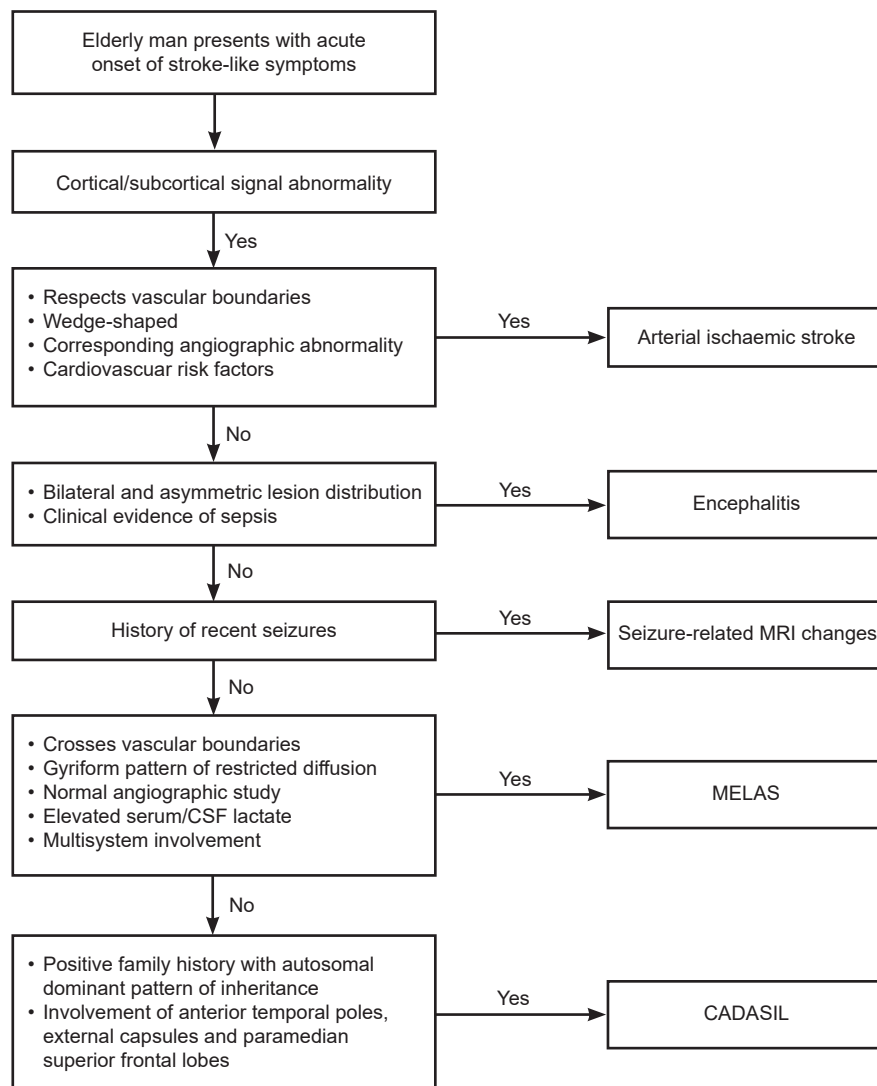 Elderly man presents with acute
onset of stroke-like symptoms
Cortical/subcortical signal abnormality
Yes
• Respects vascular boundaries
• Wedge-shaped
• Corresponding angiographic abnormality
• Cardiovascuar risk factors
Yes
Arterial ischaemic stroke
No
• Bilateral and asymmetric lesion distribution
• Clinical evidence of sepsis
Yes
Encephalitis
No
History of recent seizures
Yes
Seizure-related MRI changes
No
• Crosses vascular boundaries
• Gyriform pattern of restricted diffusion
• Normal angiographic study
• Elevated serum/CSF lactate
• Multisystem involvement
Yes
MELAS
No
• Positive family history with autosomal
dominant pattern of inheritance
• Involvement of anterior temporal poles,
external capsules and paramedian
superior frontal lobes
Yes
CADASIL